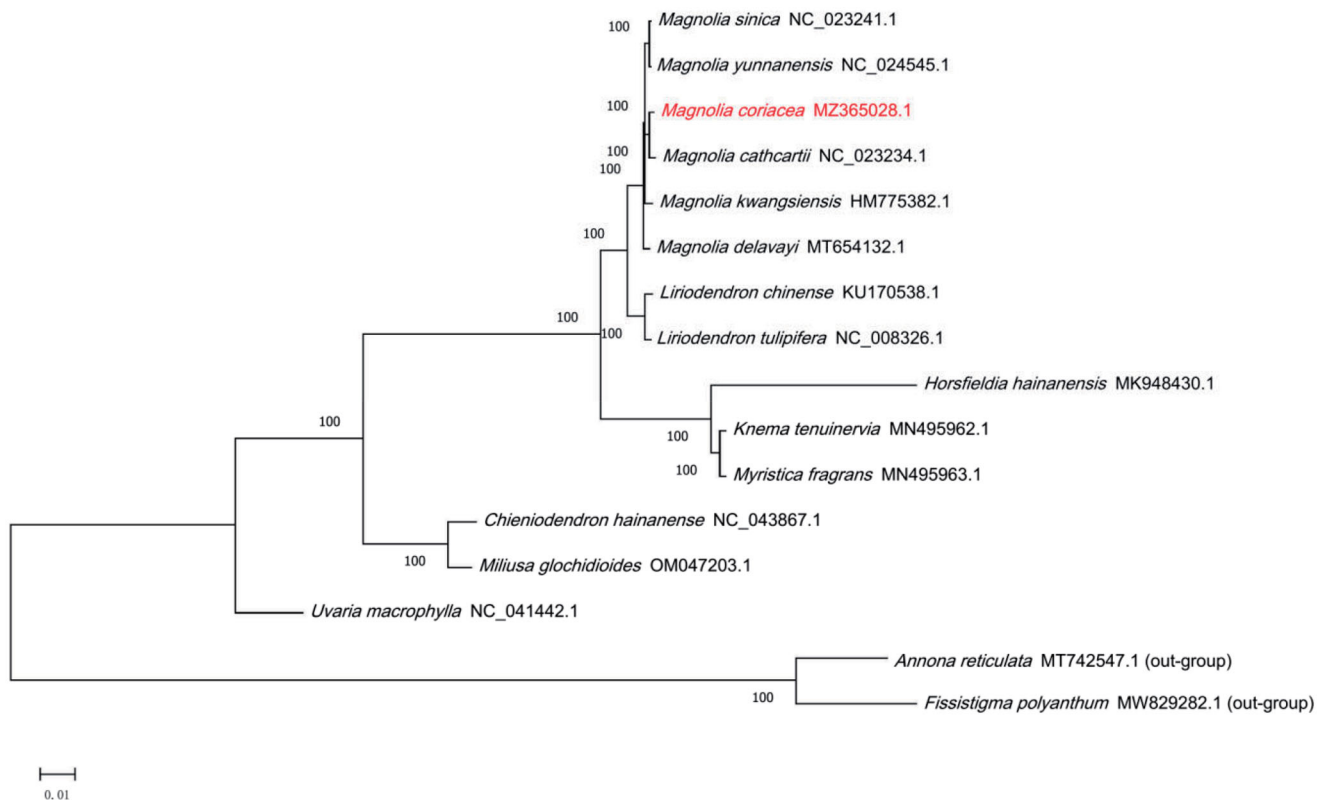 100
Magnolia sinica NC_023241.1
Magnolia yunnanensis NC_024545.1
100
Magnolia coriacea MZ365028.1
100
Magnolia cathcartii NC_023234.1
100
Magnolia kwangsiensis HM775382.1
100
Magnolia delavayi MT654132.1
Liriodendron chinense KU170538.1
100
100
Liriodendron tulipifera NC_008326.1
Horsfieldia hainanensis MK948430.1
100
Knema tenuinervia MN495962.1
100
100
Myristica fragrans MN495963.1
Chieniodendron hainanense NC_043867.1
100
Miliusa glochidioides OM047203.1
Uvaria macrophylla NC_041442.1
Annona reticulata MT742547.1 (out-group)
100
Fissistigma polyanthum MW829282.1 (out-group)
0.01